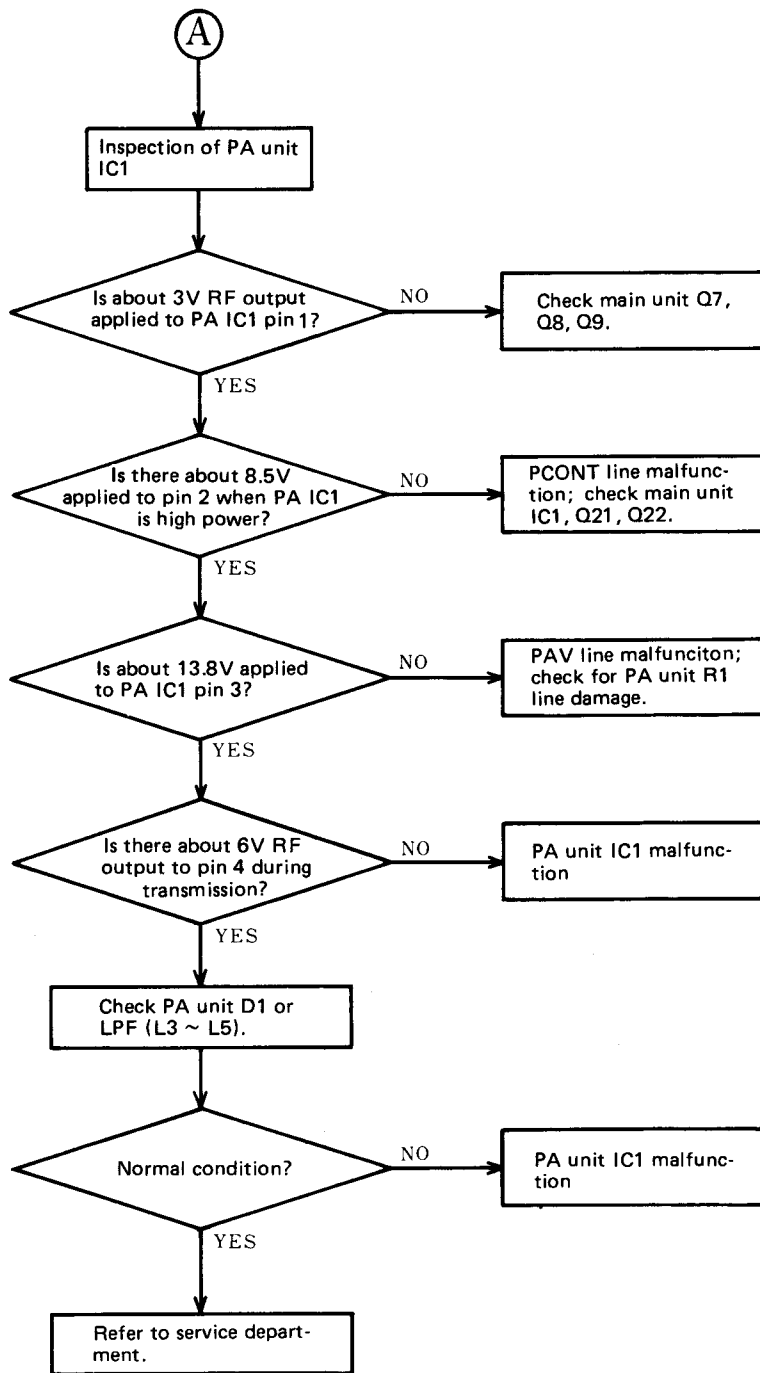 A
Inspection of PA unit
IC1
Is about 3V RF output
applied to PA IC1 pin 1?
NO
Check main unit Q7,
Q8, Q9.
YES
Is there about 8.5V
applied to pin 2 when PA IC1
is high power?
NO
PCONT line malfunc-
tion; check main unit
IC1, Q21, Q22.
YES
Is about 13.8V applied
to PA IC1 pin 3?
NO
PAV line malfunciton;
check for PA unit R1
line damage.
YES
Is there about 6V RF
output to pin 4 during
transmission?
NO
PA unit IC1 malfunc-
tion
YES
Check PA unit D1 or
LPF (L3 ~ L5).
Normal condition?
NO
PA unit IC1 malfunc-
tion
YES
Refer to service depart-
ment.